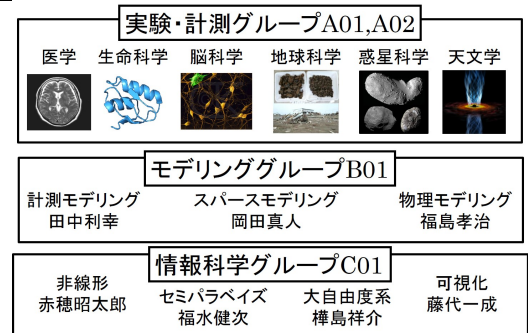 実験・計測グループA01,A02
医学 生命科学 脳科学 地球科学 惑星科学 天文学
モデリンググループB01
計測モデリング スパースモデリング 物理モデリング
田中利幸 岡田真人 福島孝治
情報科学グループC01
非線形 セミパラベイズ 大自由度系 可視化
赤穂昭太郎 福水健次 樺島祥介 藤代一成